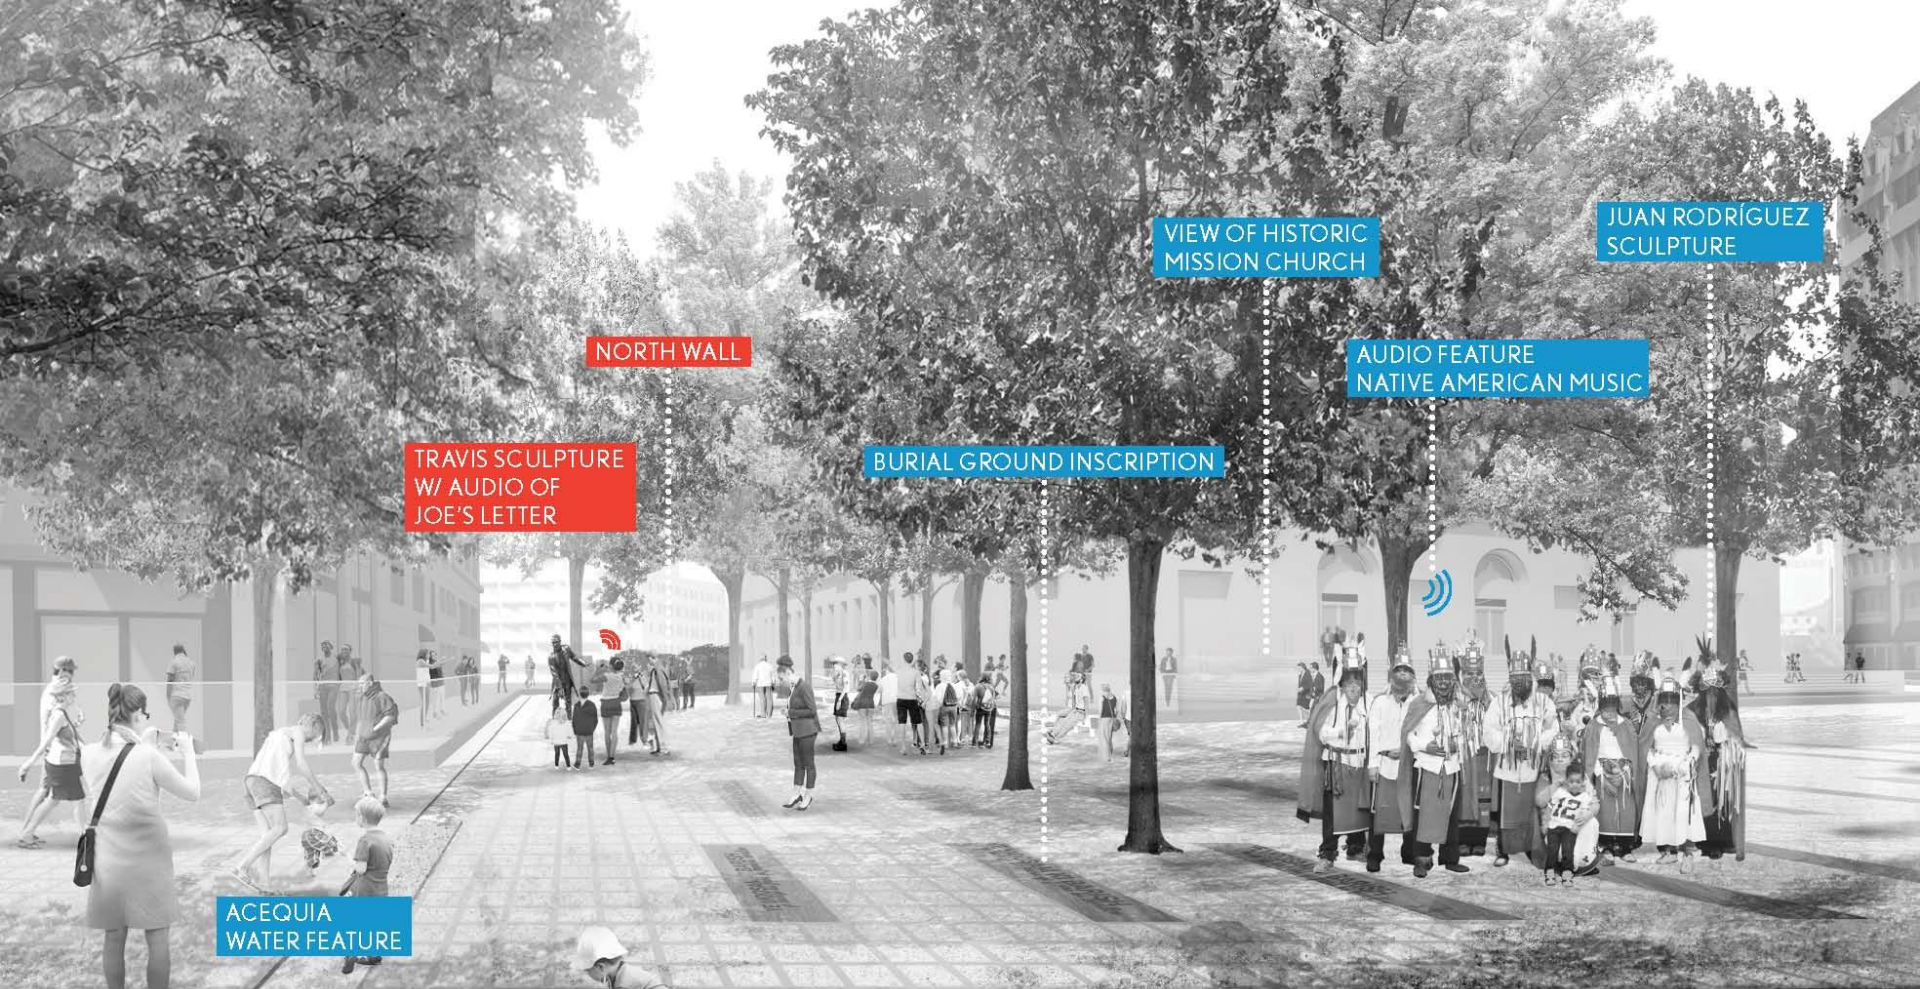 JUAN RODRÍGUEZ
SCULPTURE
VIEW OF HISTORIC
MISSION CHURCH
NORTH WALL
AUDIO FEATURE
NATIVE AMERICAN MUSIC
TRAVIS SCULPTURE
W/ AUDIO OF
JOE'S LETTER
BURIAL GROUND INSCRIPTION
12
ACEQUIA
WATER FEATURE